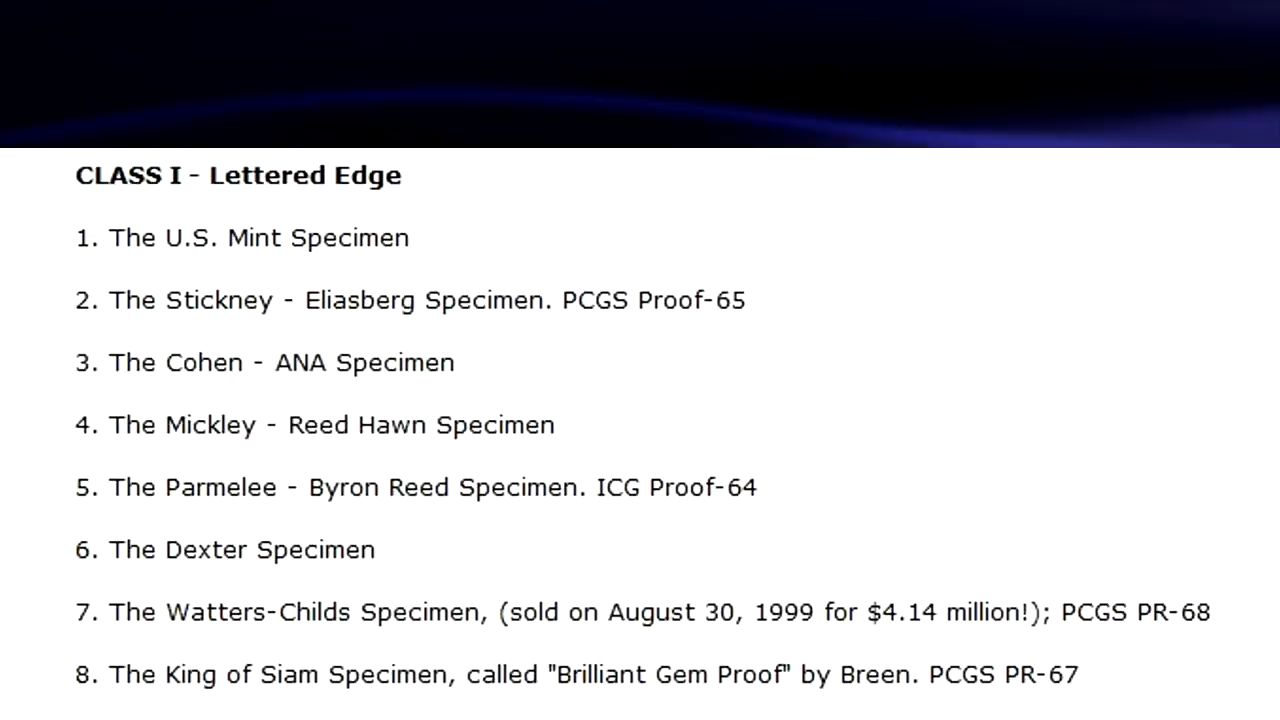 CLASS I - Lettered Edge
1. The U.S. Mint Specimen
2. The Stickney - Eliasberg Specimen. PCGS Proof-65
3. The Cohen - ANA Specimen
4. The Mickley - Reed Hawn Specimen
5. The Parmelee - Byron Reed Specimen. ICG Proof-64
6. The Dexter Specimen
7. The Watters-Childs Specimen, (sold on August 30, 1999 for $4.14 million!); PCGS PR-68
8. The King of Siam Specimen, called "Brilliant Gem Proof" by Breen. PCGS PR-67